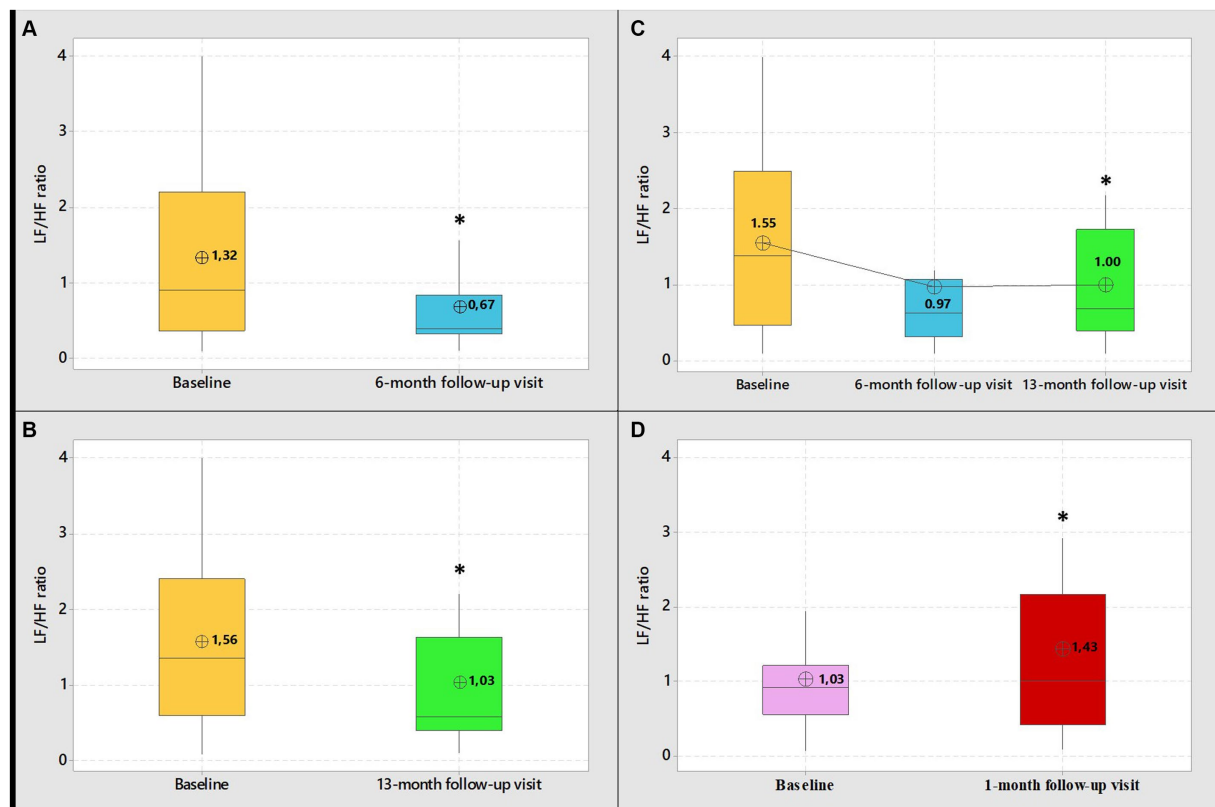 A
LF/HF ratio
4
3
2
1
0
1,32
*
0,67
Baseline
6-month follow-up visit
C
LF/HF ratio
4
3
2
1
0
1.55
0.97
*
1.00
Baseline
6-month follow-up visit
13-month follow-up visit
B
LF/HF ratio
4
3
2
1
0
1,56
*
1,03
Baseline
13-month follow-up visit
D
LF/HF ratio
4
3
2
1
0
1,03
*
1,43
Baseline
1-month follow-up visit